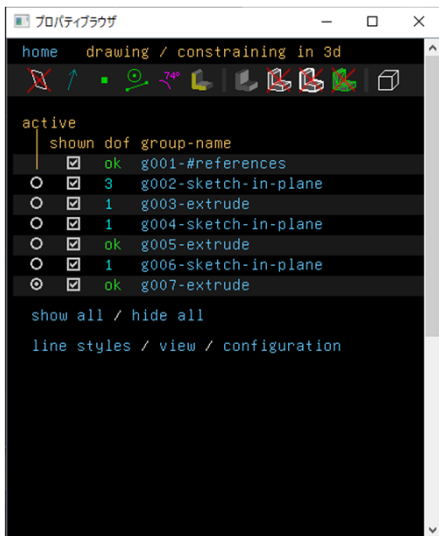 プロパティブラウザ
home drawing / constraining in 3d
74°
active
shown dof group-name
ok g001-#references
3 g002-sketch-in-plane
1 g003-extrude
1 g004-sketch-in-plane
ok g005-extrude
1 g006-sketch-in-plane
ok g007-extrude
show all / hide all
line styles / view / configuration